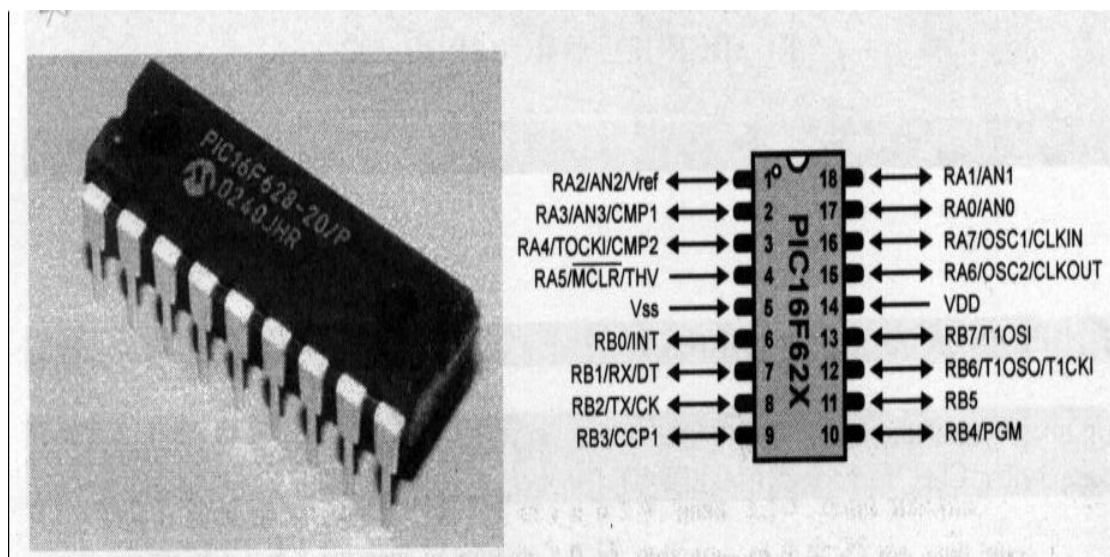 PIC16F628-20/P
0240JHR
RA2/AN2/Vref 1 18 RA1/AN1
RA3/AN3/CMP1 2 17 RA0/AN0
RA4/TOCKI/CMP2 3 16 RA7/OSC1/CLKIN
RA5/MCLR/THV 4 15 RA6/OSC2/CLKOUT
Vss 5 14 VDD
RB0/INT 6 13 RB7/T1OSI
RB1/RX/DT 7 12 RB6/T1OSO/T1CKI
RB2/TX/CK 8 11 RB5
RB3/CCP1 9 10 RB4/PGM
PIC16F62X